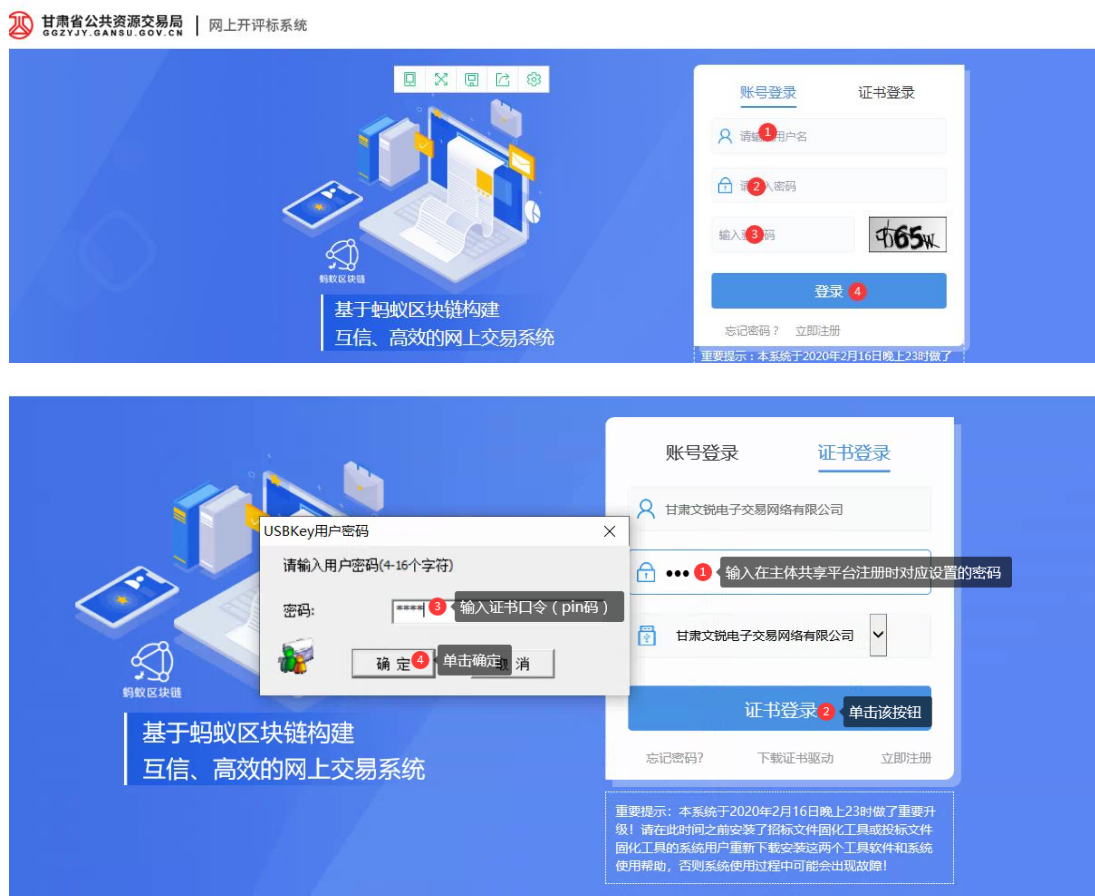 甘肃省公共资源交易局 | 网上开评标系统
GGZYJY.GANSU.GOV.CN
账号登录 证书登录
1
2 密码
输入 3 码
65w
登录 4
忘记密码？ 立即注册
蚂蚁区块链
基于蚂蚁区块链构建
互信、高效的网上交易系统
重要提示：本系统于2020年2月16日晚上23时做了
账号登录 证书登录
甘肃文锐电子交易网络有限公司
••• 1 输入在主体共享平台注册时对应设置的密码
甘肃文锐电子交易网络有限公司
证书登录 2 单击该按钮
忘记密码? 下载证书驱动 立即注册
USBKey用户密码
请输入用户密码(4-16个字符)
密码: **** 3 输入证书口令（pin码）
确 定 4 单击确定 消
蚂蚁区块链
基于蚂蚁区块链构建
互信、高效的网上交易系统
重要提示：本系统于2020年2月16日晚上23时做了重要升
级！请在此时间之前安装了招标文件固化工具或投标文件
固化工具的系统用户重新下载安装这两个工具软件和系统
使用帮助，否则系统使用过程中可能会出现故障！